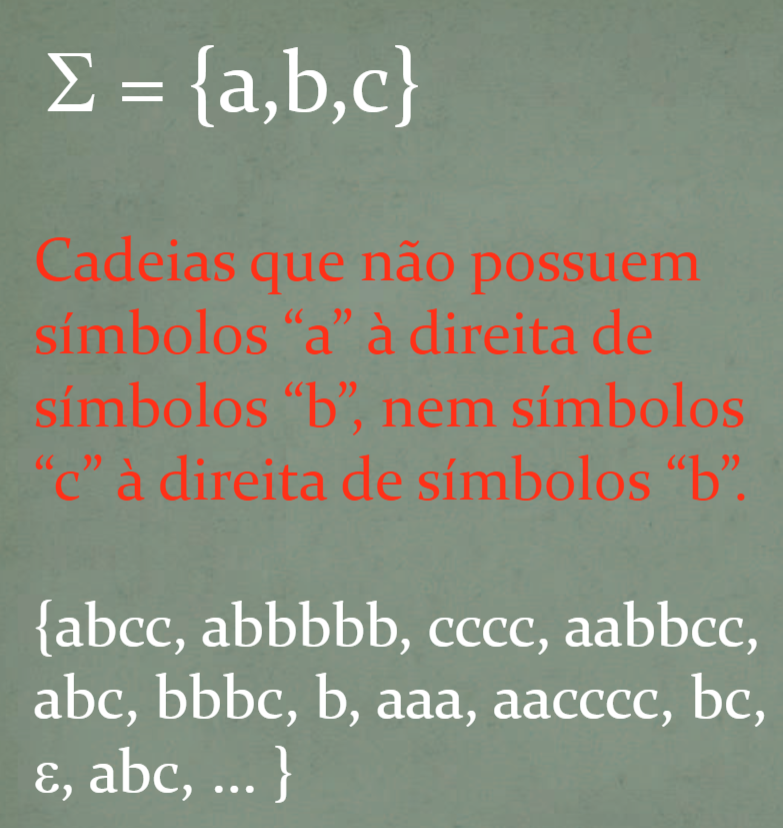 Σ = {a,b,c}
Cadeias que não possuem
símbolos “a” à direita de
símbolos “b”, nem símbolos
“c” à direita de símbolos “b”.
{abcc, abbbbb, cccc, aabbcc,
abc, bbbc, b, aaa, aacccc, bc,
ε, abc, ... }